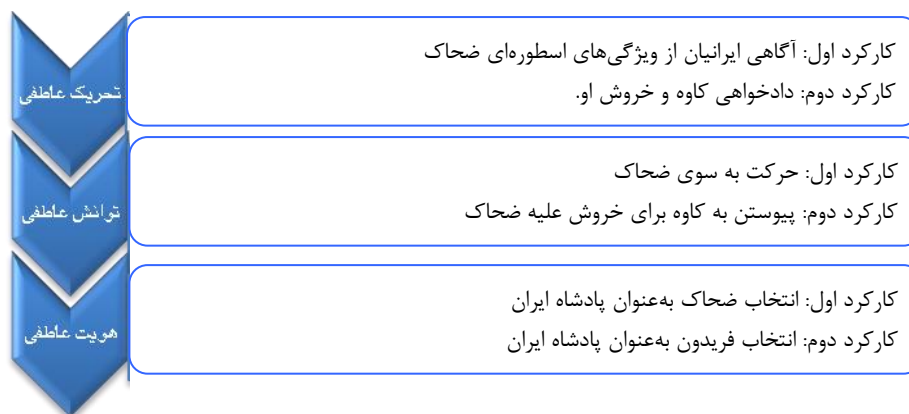 تحریک عاطفی
کارکرد اول: آگاهی ایرانیان از ویژگی‌های اسطوره‌ای ضحاک
کارکرد دوم: دادخواهی کاوه و خروش او.
توانش عاطفی
کارکرد اول: حرکت به سوی ضحاک
کارکرد دوم: پیوستن به کاوه برای خروش علیه ضحاک
هویت عاطفی
کارکرد اول: انتخاب ضحاک به‌عنوان پادشاه ایران
کارکرد دوم: انتخاب فریدون به‌عنوان پادشاه ایران